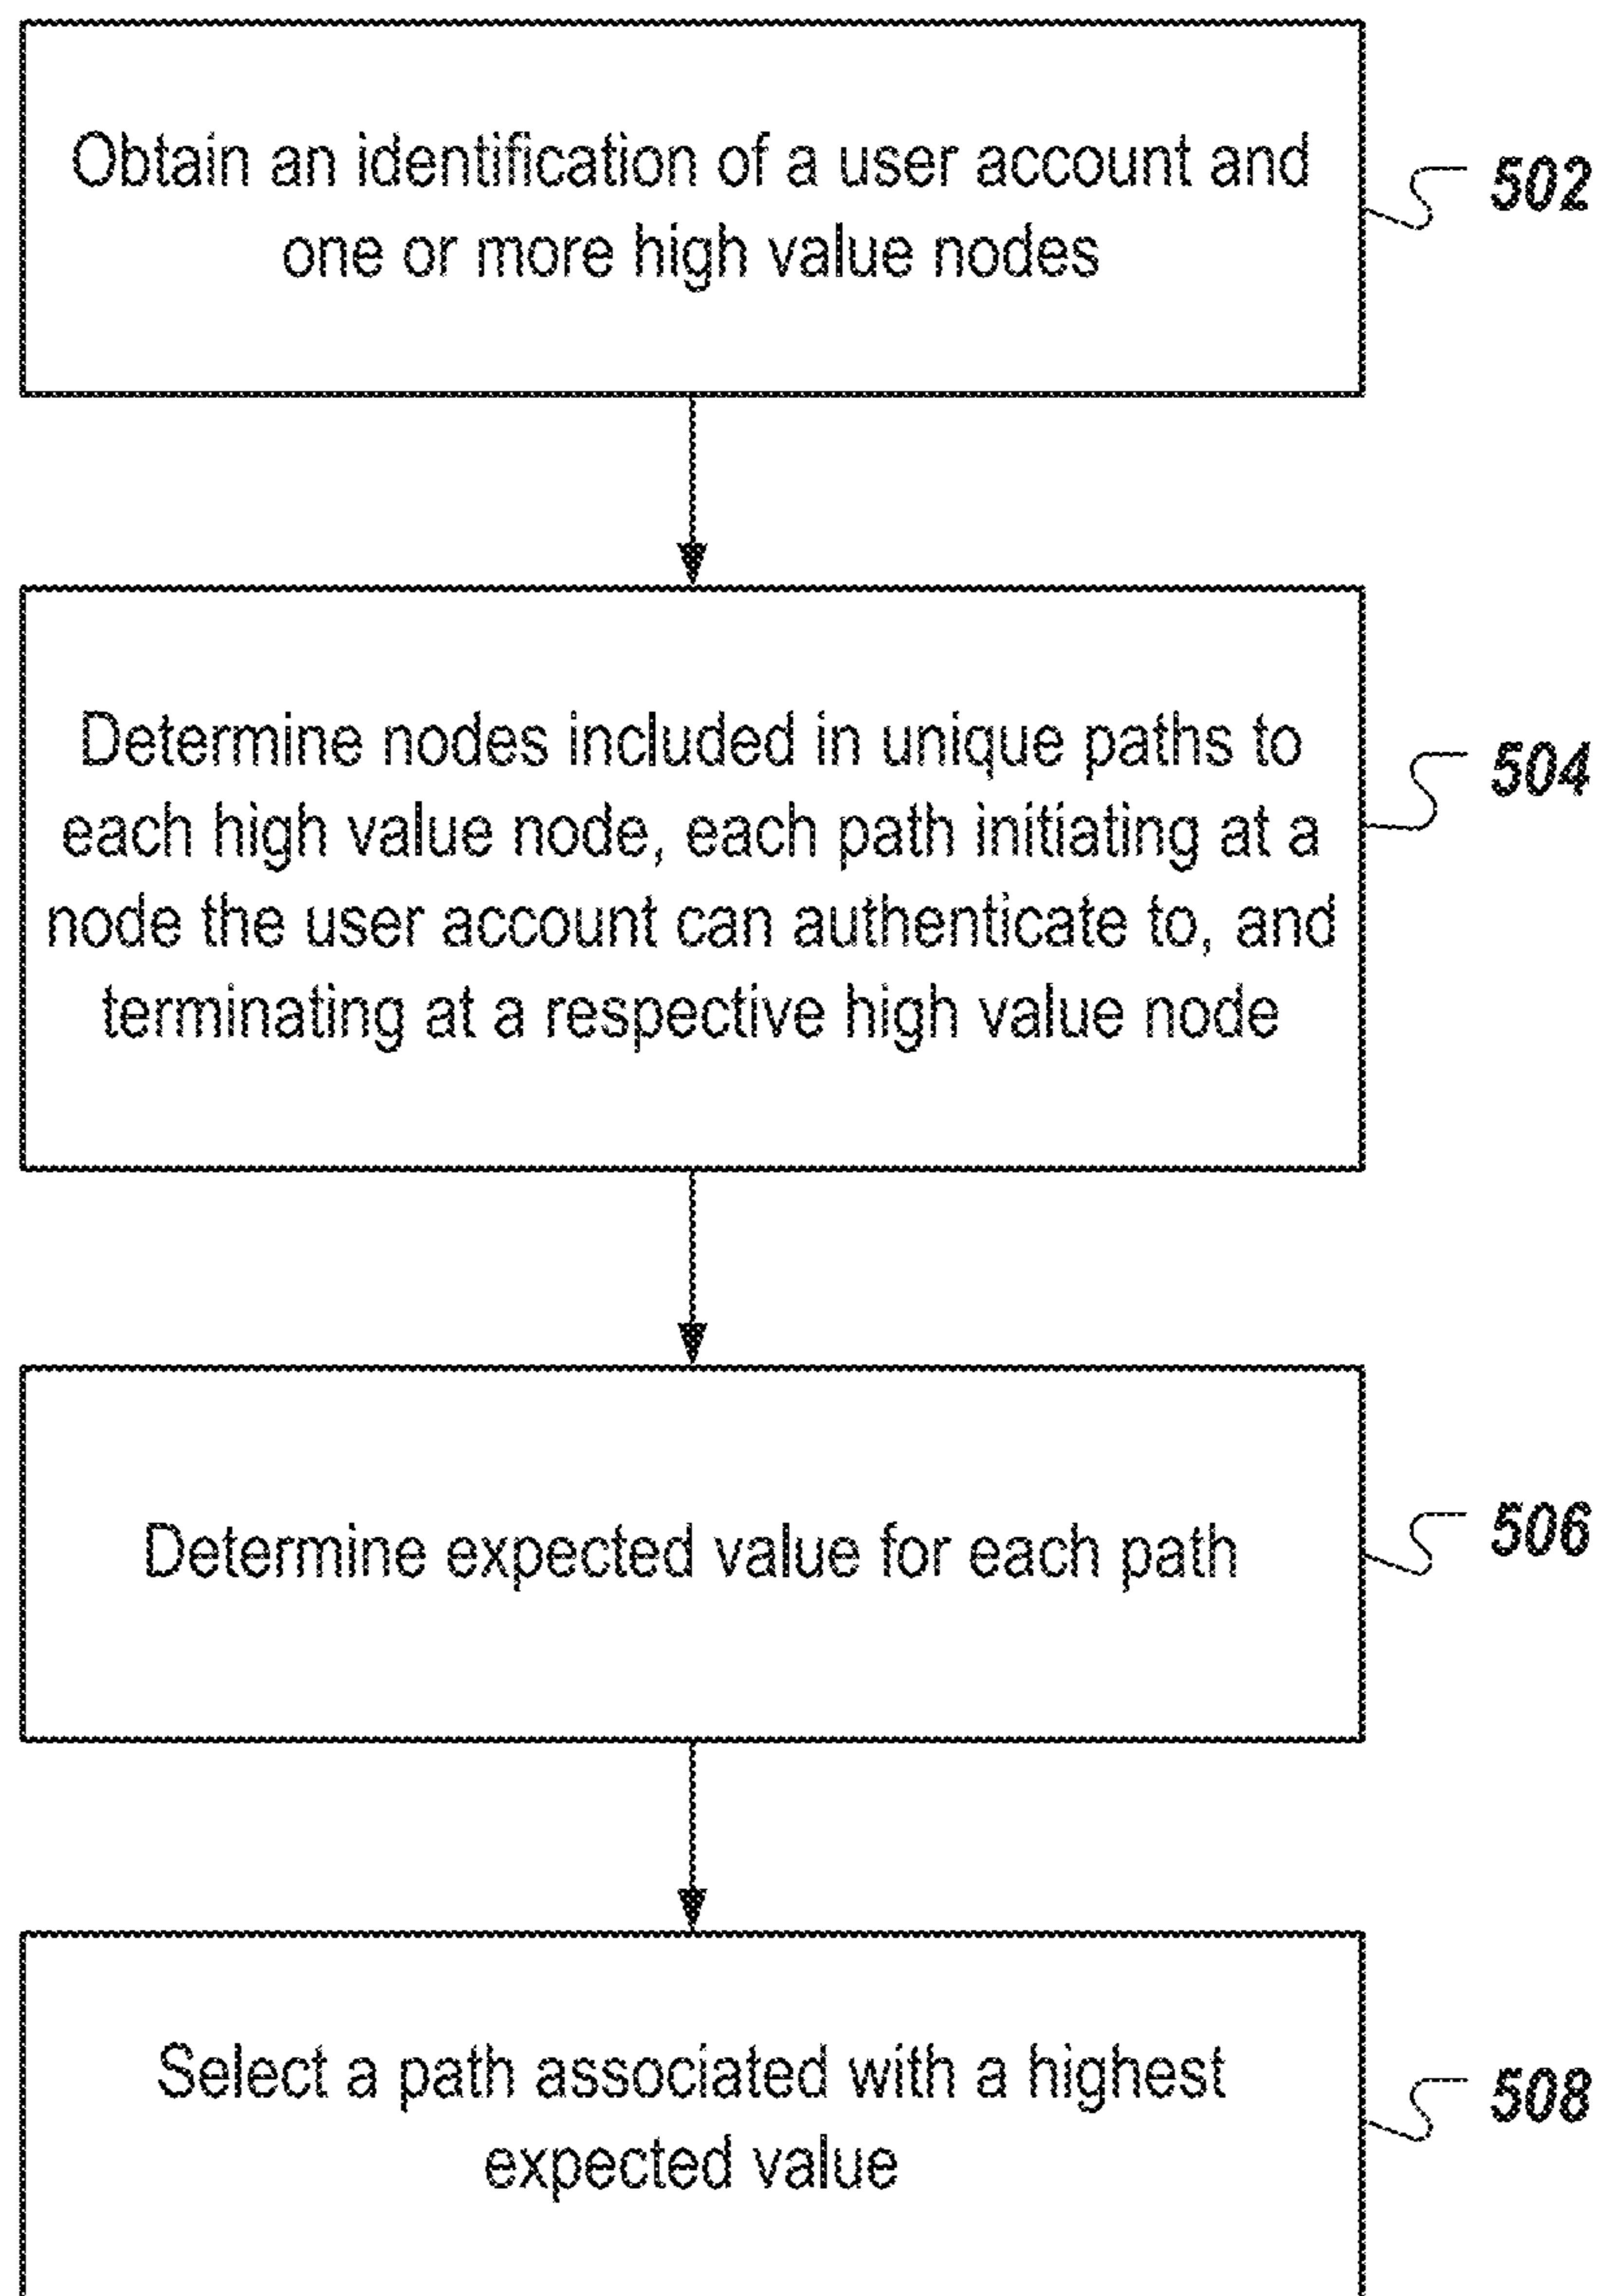 Obtain an identification of a user account and
one or more high value nodes
502
Determine nodes included in unique paths to
each high value node, each path initiating at a
node the user account can authenticate to, and
terminating at a respective high value node
504
Determine expected value for each path
506
Select a path associated with a highest
expected value
508